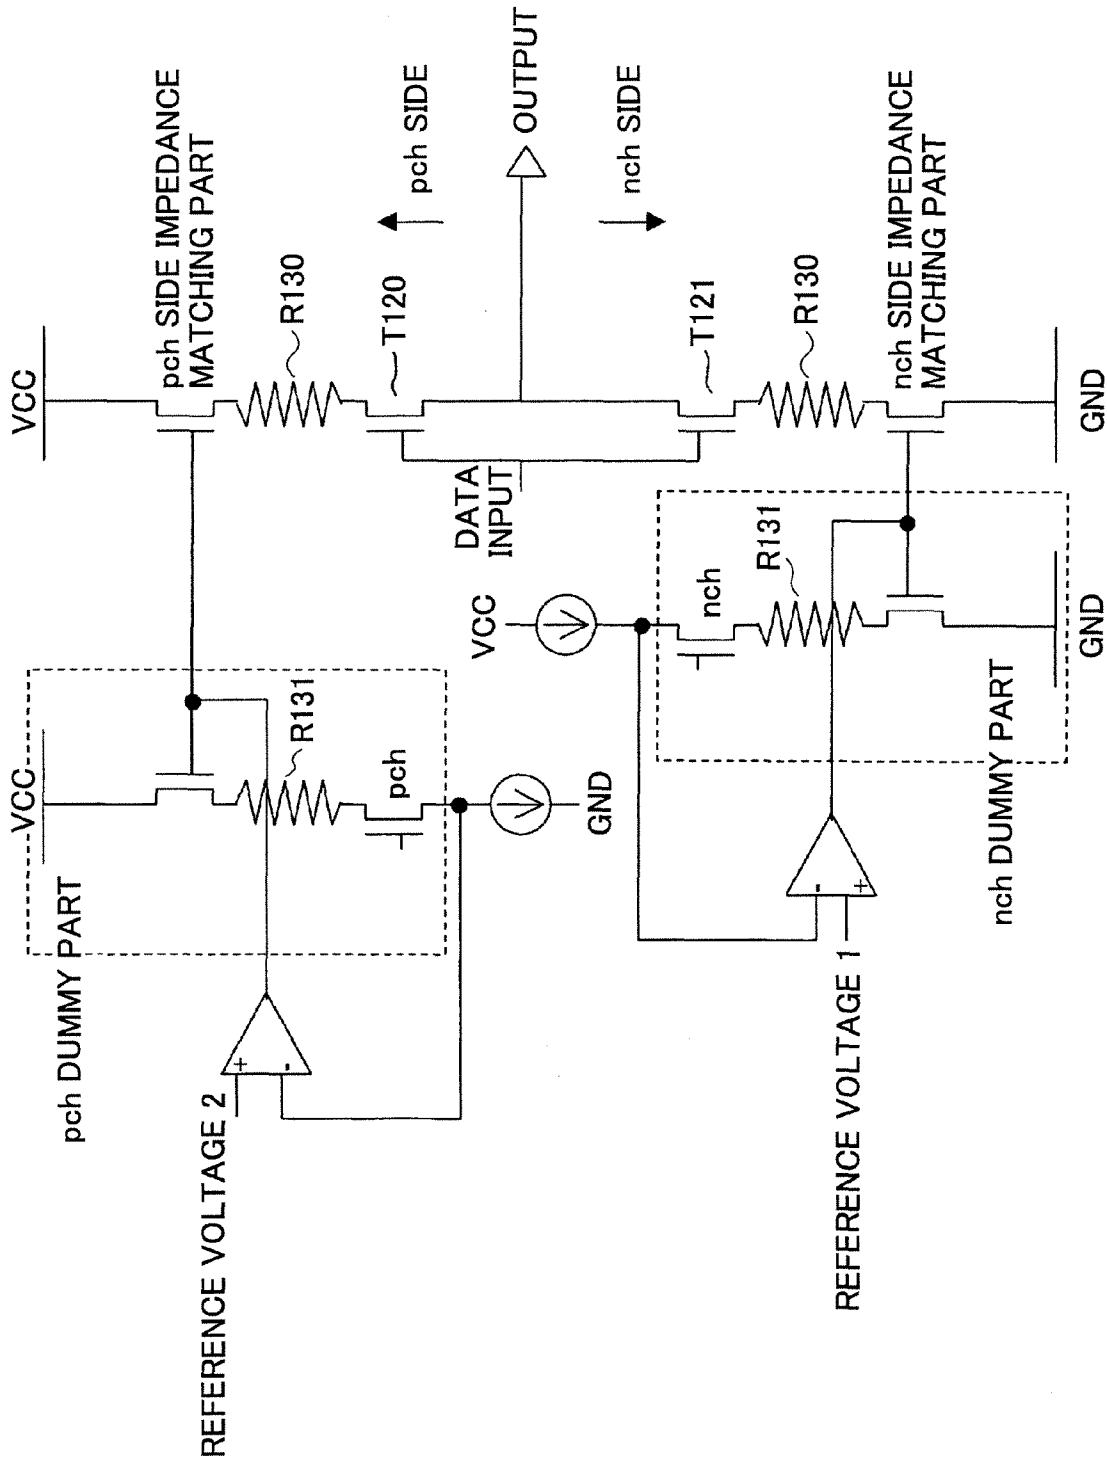 VCC
pch SIDE IMPEDANCE
MATCHING PART
R130
T120
pch SIDE
OUTPUT
nch SIDE
DATA
INPUT
T121
R130
nch SIDE IMPEDANCE
MATCHING PART
GND
VCC
R131
pch
GND
pch DUMMY PART
+
-
REFERENCE VOLTAGE 2
VCC
nch
R131
GND
nch DUMMY PART
-
+
REFERENCE VOLTAGE 1